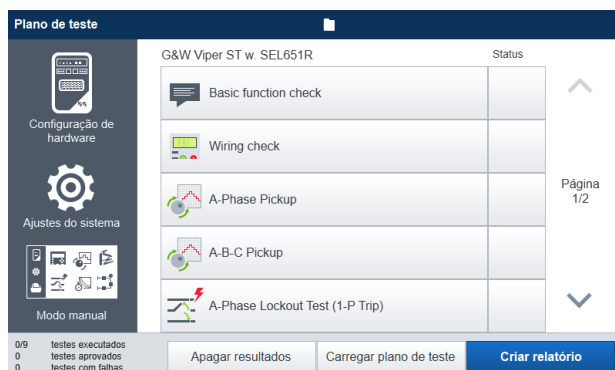 Plano de teste
G&W Viper ST w. SEL651R
Status
Configuração de
hardware
Ajustes do sistema
Modo manual
Basic function check
Wiring check
A-Phase Pickup
A-B-C Pickup
A-Phase Lockout Test (1-P Trip)
Página
1/2
0/9 testes executados
0 testes aprovados
0 testes com falhas
Apagar resultados
Carregar plano de teste
Criar relatório